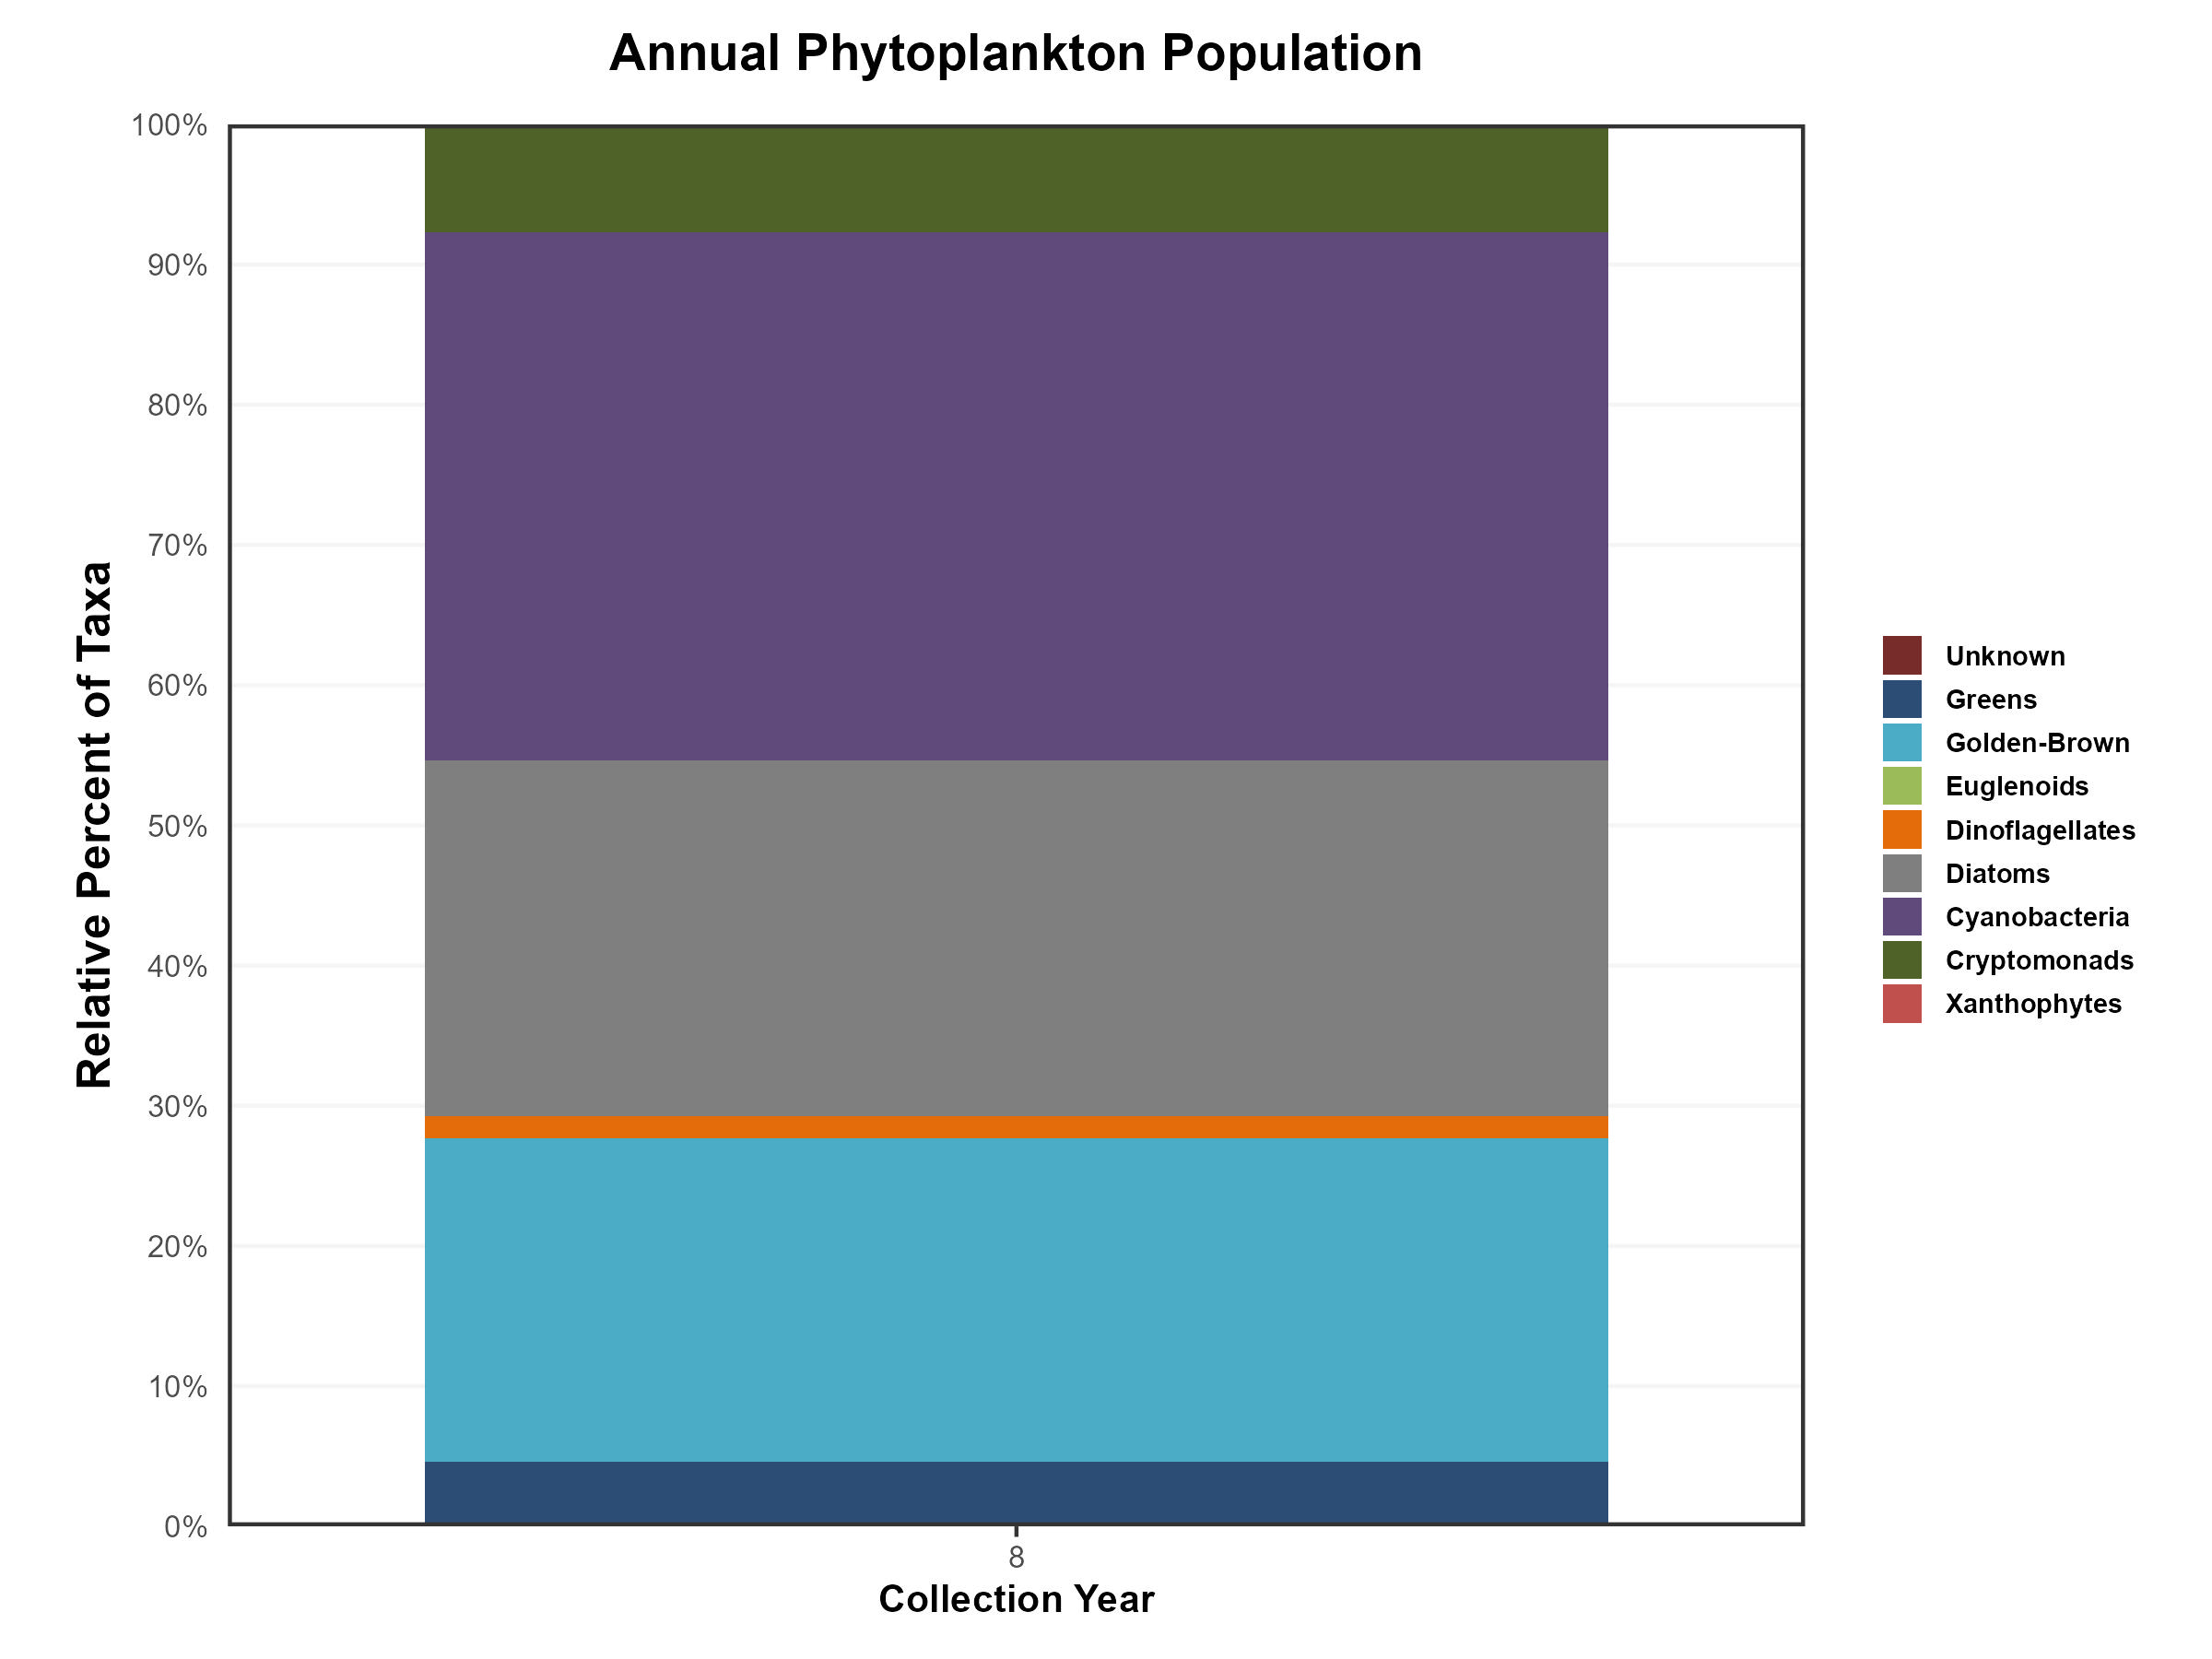 Annual Phytoplankton Population
Relative Percent of Taxa
100%
90%
80%
70%
60%
50%
40%
30%
20%
10%
0%
8
Collection Year
Unknown
Greens
Golden-Brown
Euglenoids
Dinoflagellates
Diatoms
Cyanobacteria
Cryptomonads
Xanthophytes